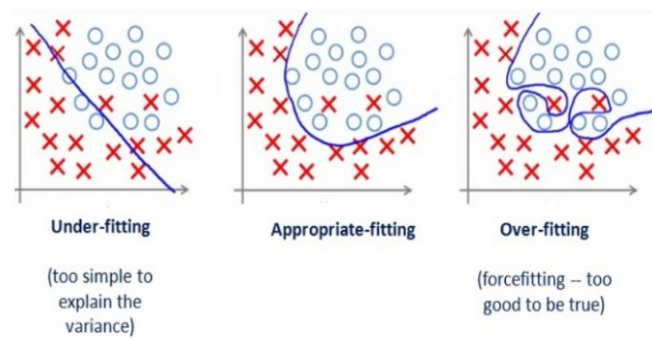 Under-fitting
Appropriate-fitting
Over-fitting
(too simple to
explain the
variance)
(forcefitting -- too
good to be true)